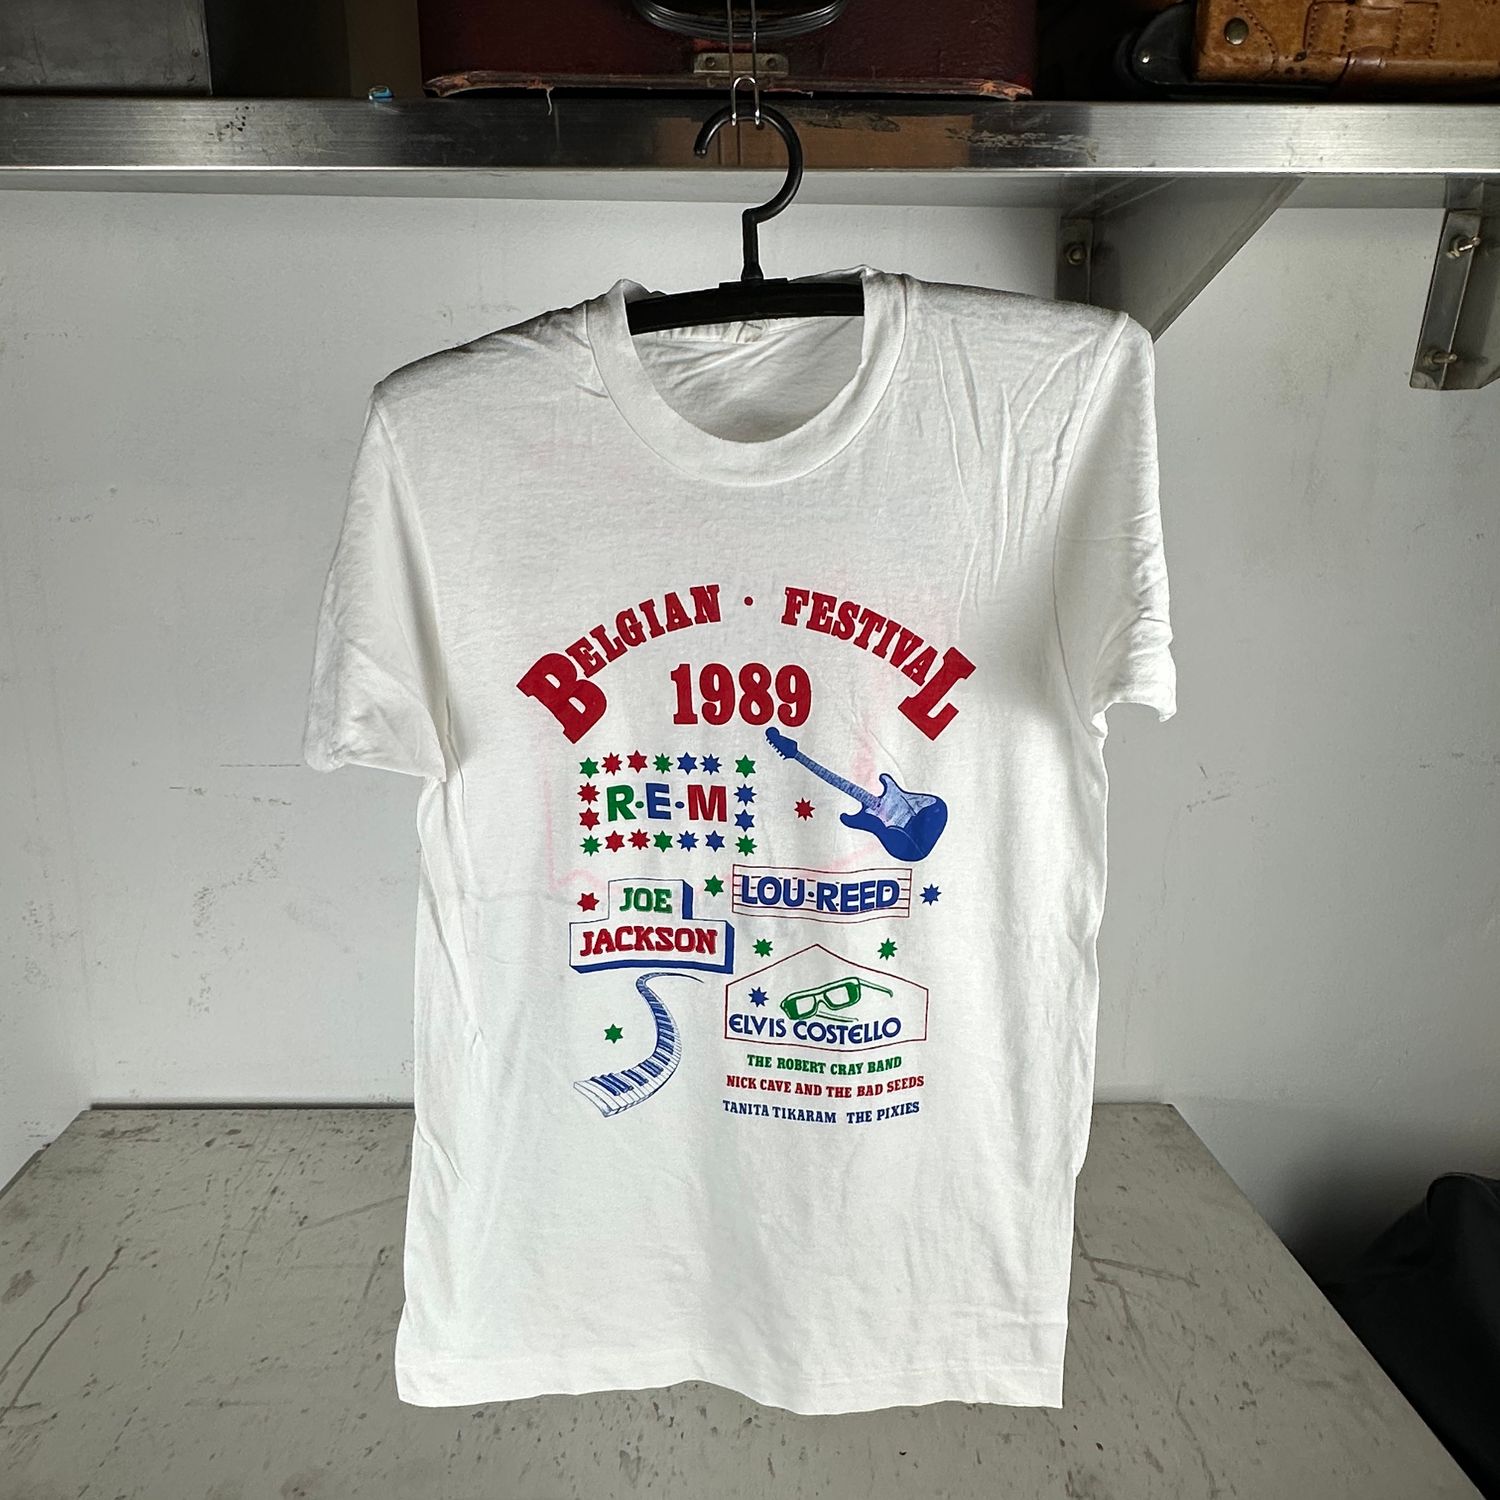 BELGIAN · FESTIVAL
1989
R·E·M
LOU·REED
JOE
JACKSON
ELVIS COSTELLO
THE ROBERT CRAY BAND
NICK CAVE AND THE BAD SEEDS
TANITA TIKARAM THE PIXIES